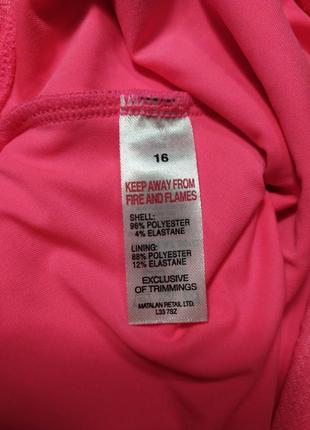 16
KEEP AWAY FROM
FIRE AND FLAMES
SHELL:
96% POLYESTER
4% ELASTANE
LINING:
88% POLYESTER
12% ELASTANE
EXCLUSIVE
OF TRIMMINGS
MATALAN RETAIL LTD.
L33 7SZ